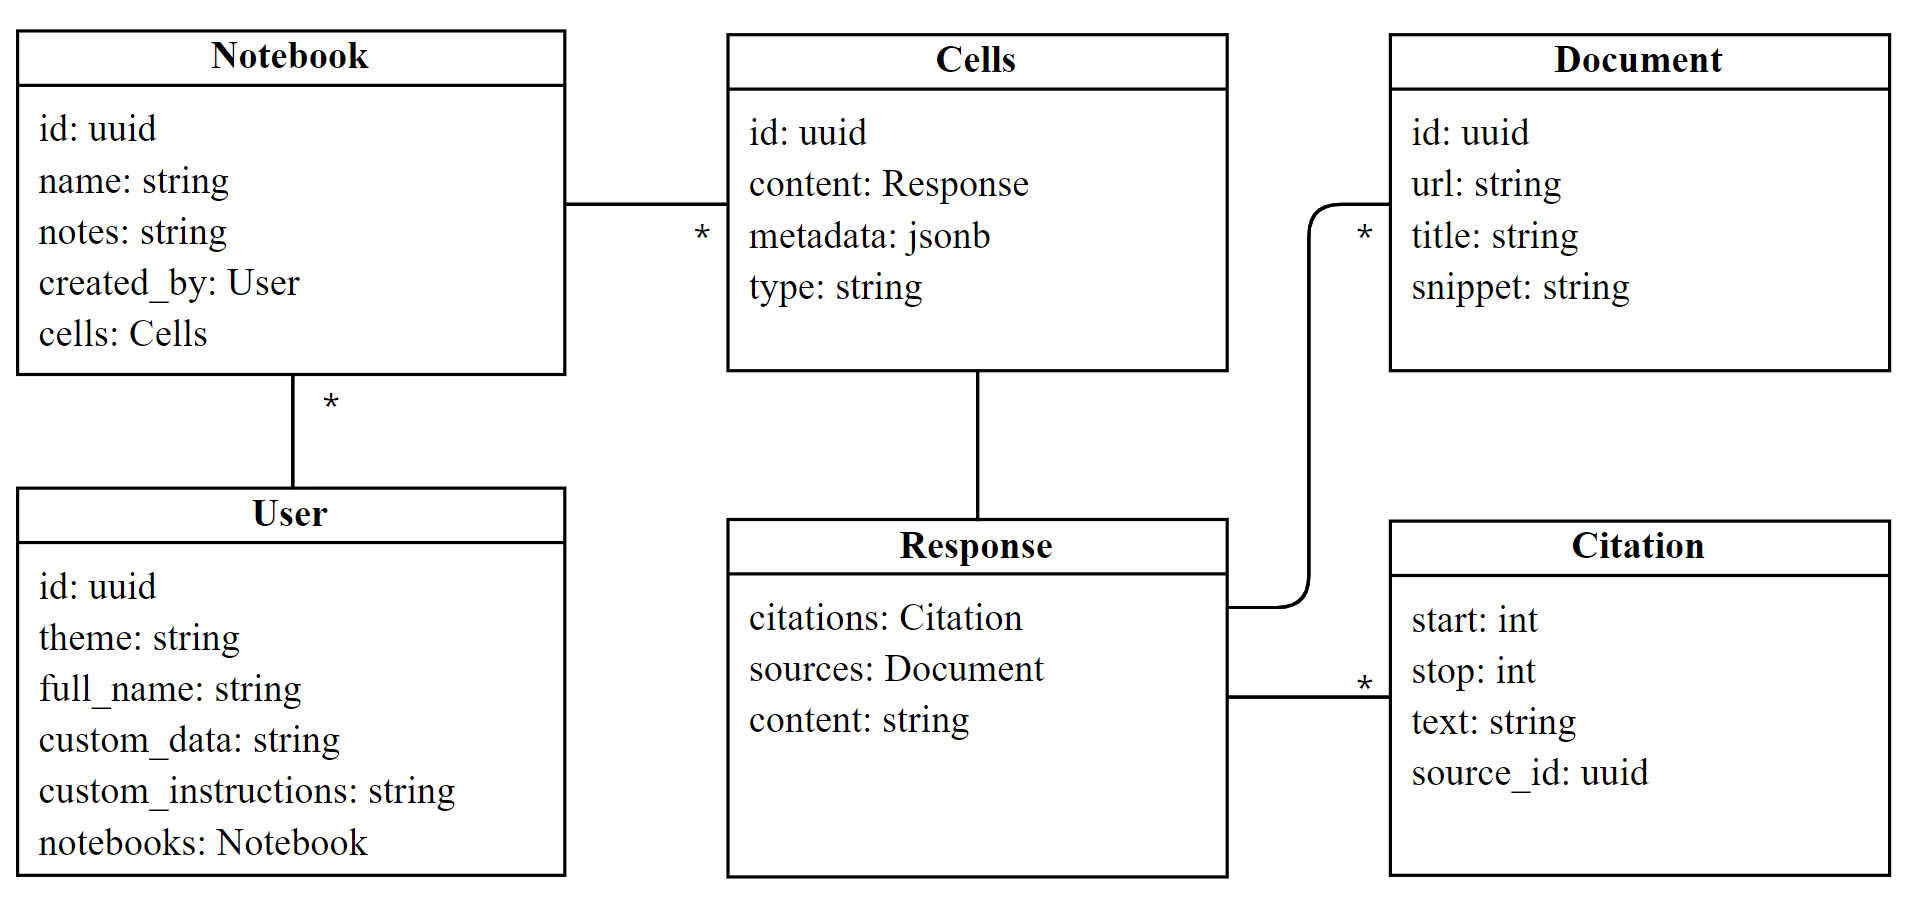 Notebook
id: uuid
name: string
notes: string
created_by: User
cells: Cells
*
Cells
id: uuid
content: Response
metadata: jsonb
type: string
*
Document
id: uuid
url: string
title: string
snippet: string
*
User
id: uuid
theme: string
full_name: string
custom_data: string
custom_instructions: string
notebooks: Notebook
Response
citations: Citation
sources: Document
content: string
*
Citation
start: int
stop: int
text: string
source_id: uuid